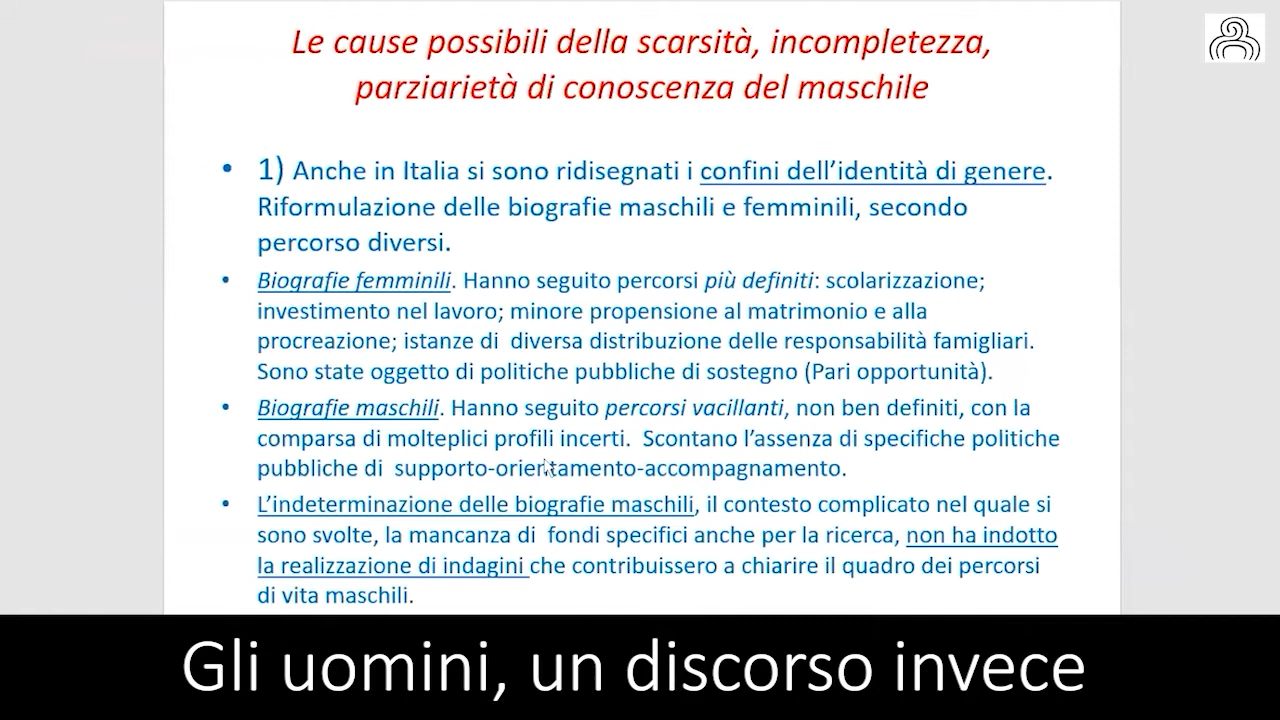 Le cause possibili della scarsità, incompletezza,
parziarietà di conoscenza del maschile
• 1) Anche in Italia si sono ridisegnati i confini dell’identità di genere.
Riformulazione delle biografie maschili e femminili, secondo
percorso diversi.
• Biografie femminili. Hanno seguito percorsi più definiti: scolarizzazione;
investimento nel lavoro; minore propensione al matrimonio e alla
procreazione; istanze di diversa distribuzione delle responsabilità famigliari.
Sono state oggetto di politiche pubbliche di sostegno (Pari opportunità).
• Biografie maschili. Hanno seguito percorsi vacillanti, non ben definiti, con la
comparsa di molteplici profili incerti. Scontano l’assenza di specifiche politiche
pubbliche di supporto-orientamento-accompagnamento.
• L’indeterminazione delle biografie maschili, il contesto complicato nel quale si
sono svolte, la mancanza di fondi specifici anche per la ricerca, non ha indotto
la realizzazione di indagini che contribuissero a chiarire il quadro dei percorsi
di vita maschili.
Gli uomini, un discorso invece